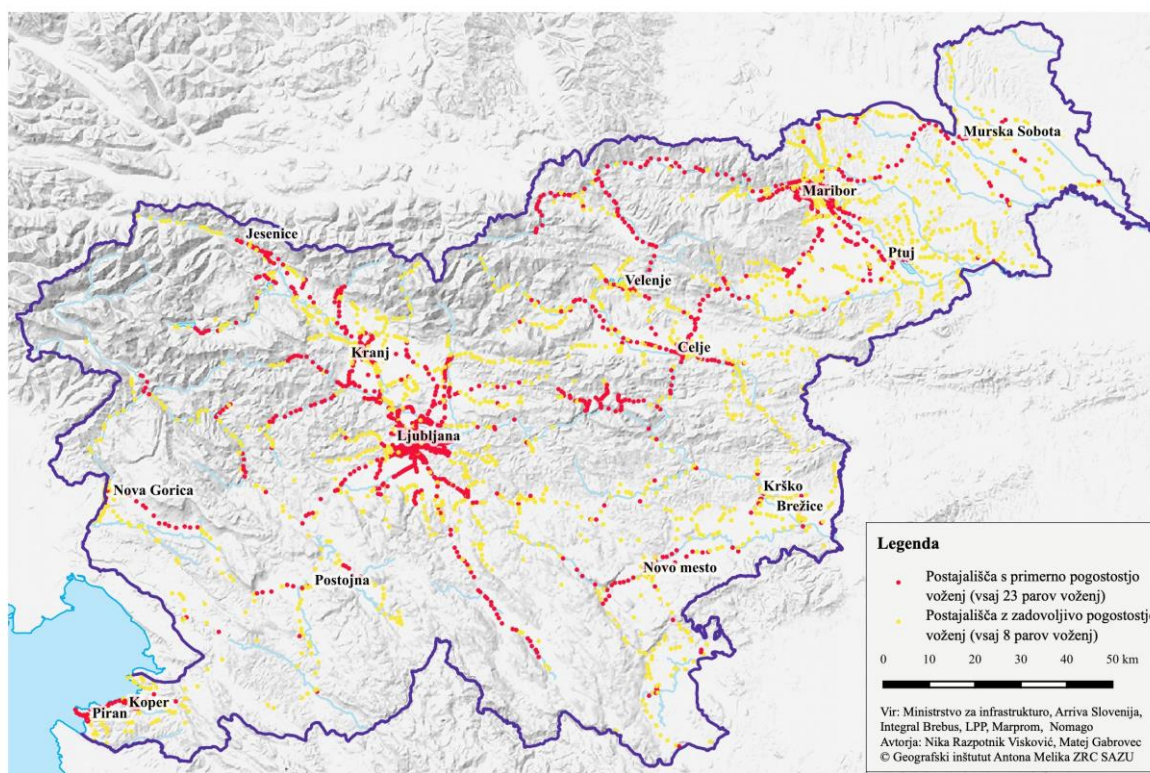 Murska Sobota
Maribor
Jesenice
Ptuj
Velenje
Kranj
Celje
Ljubljana
Nova Gorica
Krško
Brežice
Novo mesto
Postojna
Koper
Piran
Legenda
Postajališča s primerno pogostostjo
voženj (vsaj 23 parov voženj)
Postajališča z zadovoljivo pogostostjo
voženj (vsaj 8 parov voženj)
0 10 20 30 40 50 km
Vir: Ministrstvo za infrastrukturo, Arriva Slovenija,
Integral Brebus, LPP, Marprom, Nomago
Avtorja: Nika Razpotnik Visković, Matej Gabrovec
© Geografski inštutut Antona Melika ZRC SAZU